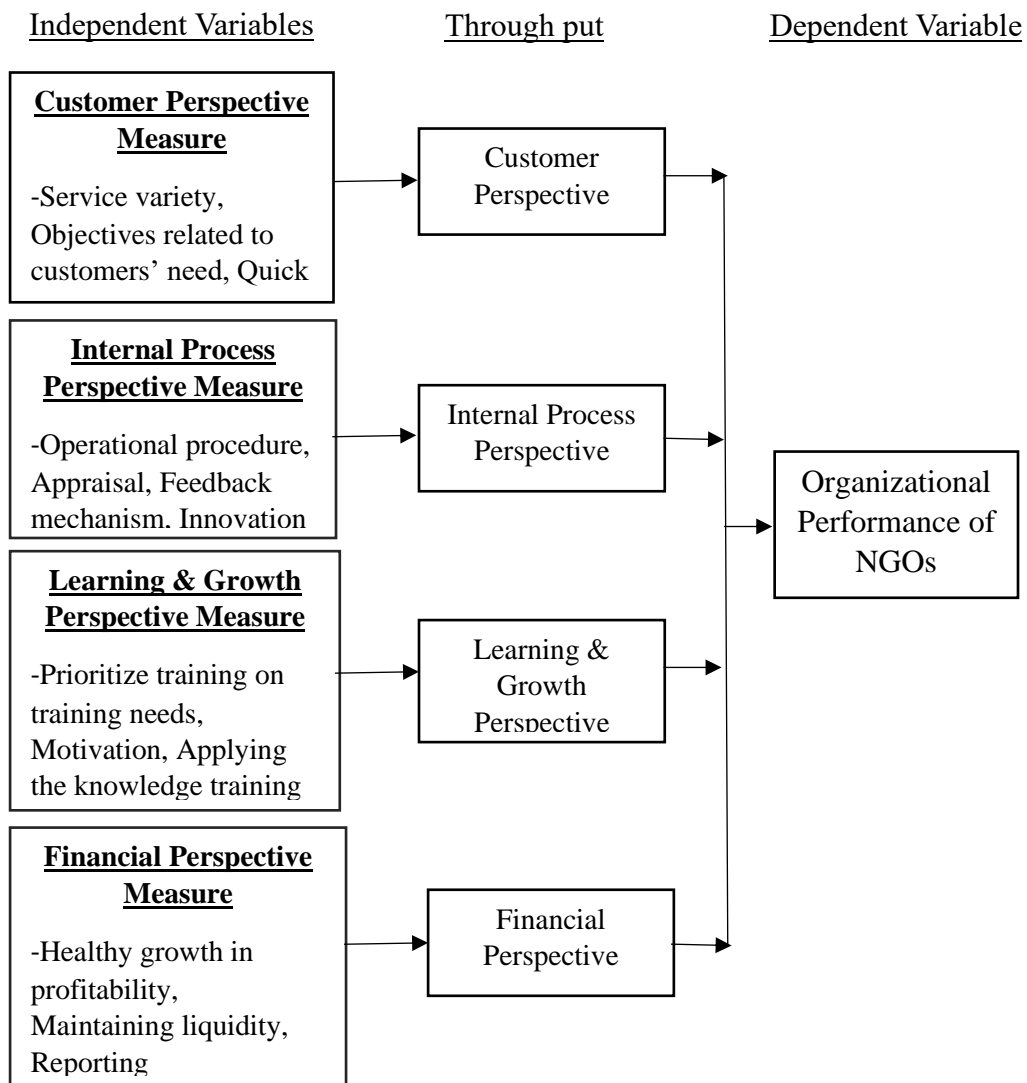 Independent Variables
Through put
Dependent Variable
Customer Perspective
Measure
-Service variety,
Objectives related to
customers’ need, Quick
Customer
Perspective
Internal Process
Perspective Measure
-Operational procedure,
Appraisal, Feedback
mechanism, Innovation
Internal Process
Perspective
Organizational
Performance of
NGOs
Learning & Growth
Perspective Measure
-Prioritize training on
training needs,
Motivation, Applying
the knowledge training
Learning &
Growth
Perspective
Financial Perspective
Measure
-Healthy growth in
profitability,
Maintaining liquidity,
Reporting
Financial
Perspective